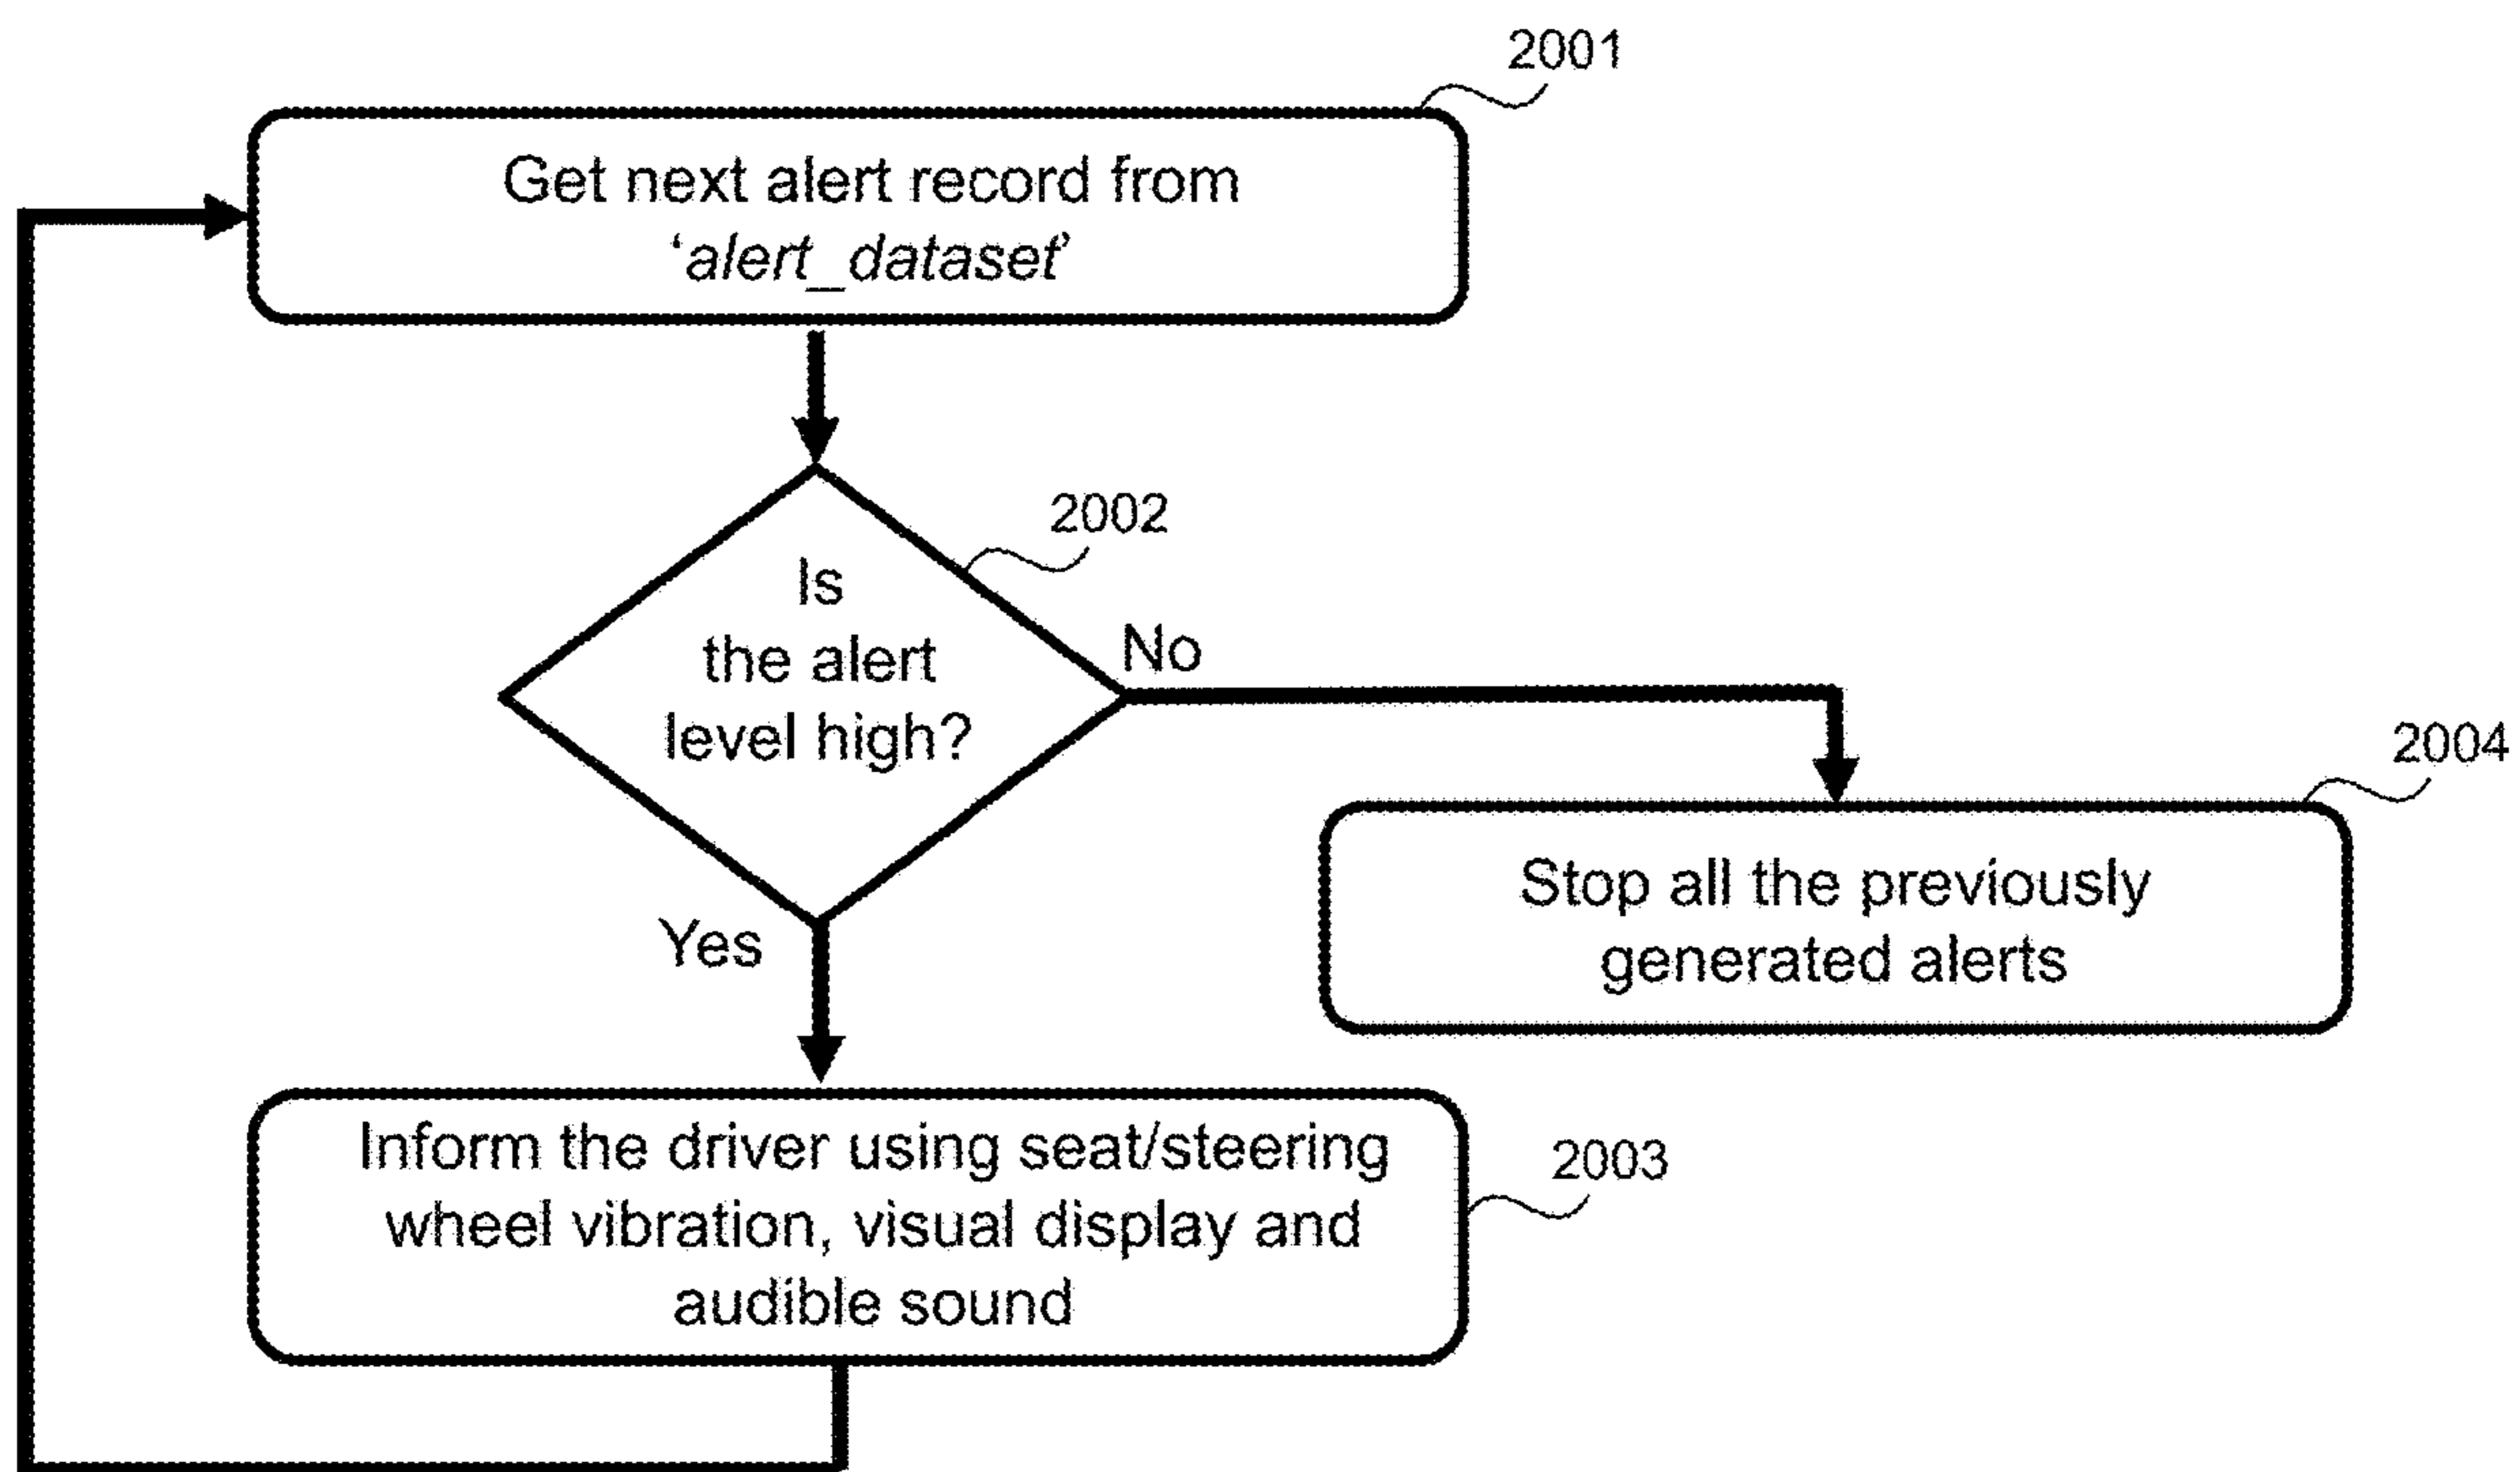 2001
Get next alert record from
‘alert_dataset’
2002
Is
the alert
level high?
No
2004
Stop all the previously
generated alerts
Yes
Inform the driver using seat/steering
wheel vibration, visual display and
audible sound
2003